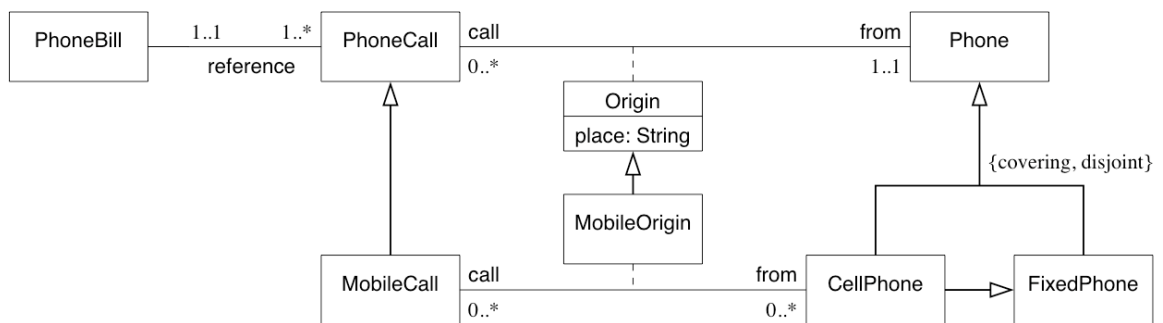 PhoneBill
1..1
1..*
reference
PhoneCall
call
0..*
from
1..1
Phone
Origin
place: String
{covering, disjoint}
MobileOrigin
MobileCall
call
0..*
from
0..*
CellPhone
FixedPhone